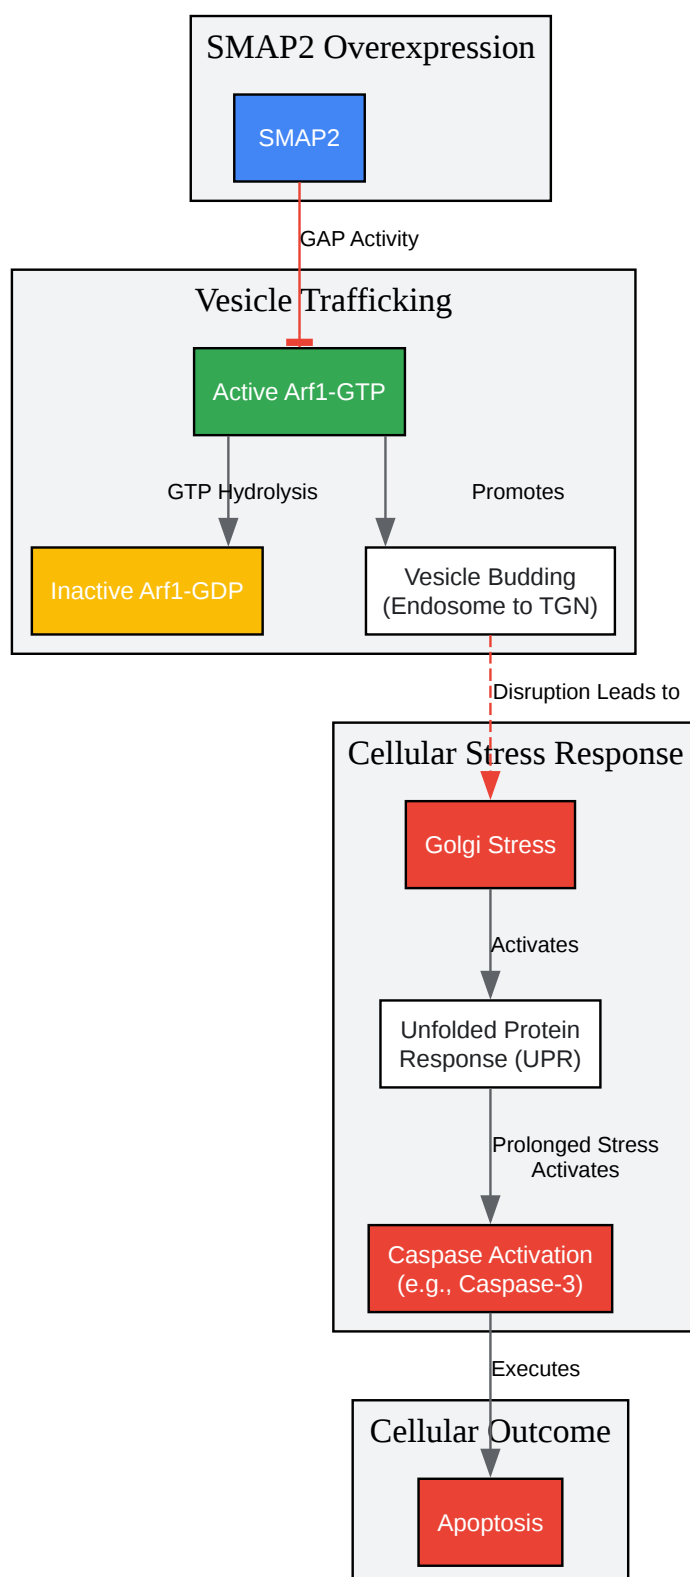 SMAP2 Overexpression
SMAP2
GAP Activity
Vesicle Trafficking
Active Arf1-GTP
GTP Hydrolysis
Promotes
Inactive Arf1-GDP
Vesicle Budding
(Endosome to TGN)
Disruption Leads to
Cellular Stress Response
Golgi Stress
Activates
Unfolded Protein
Response (UPR)
Prolonged Stress
Activates
Caspase Activation
(e.g., Caspase-3)
Executes
Cellular Outcome
Apoptosis